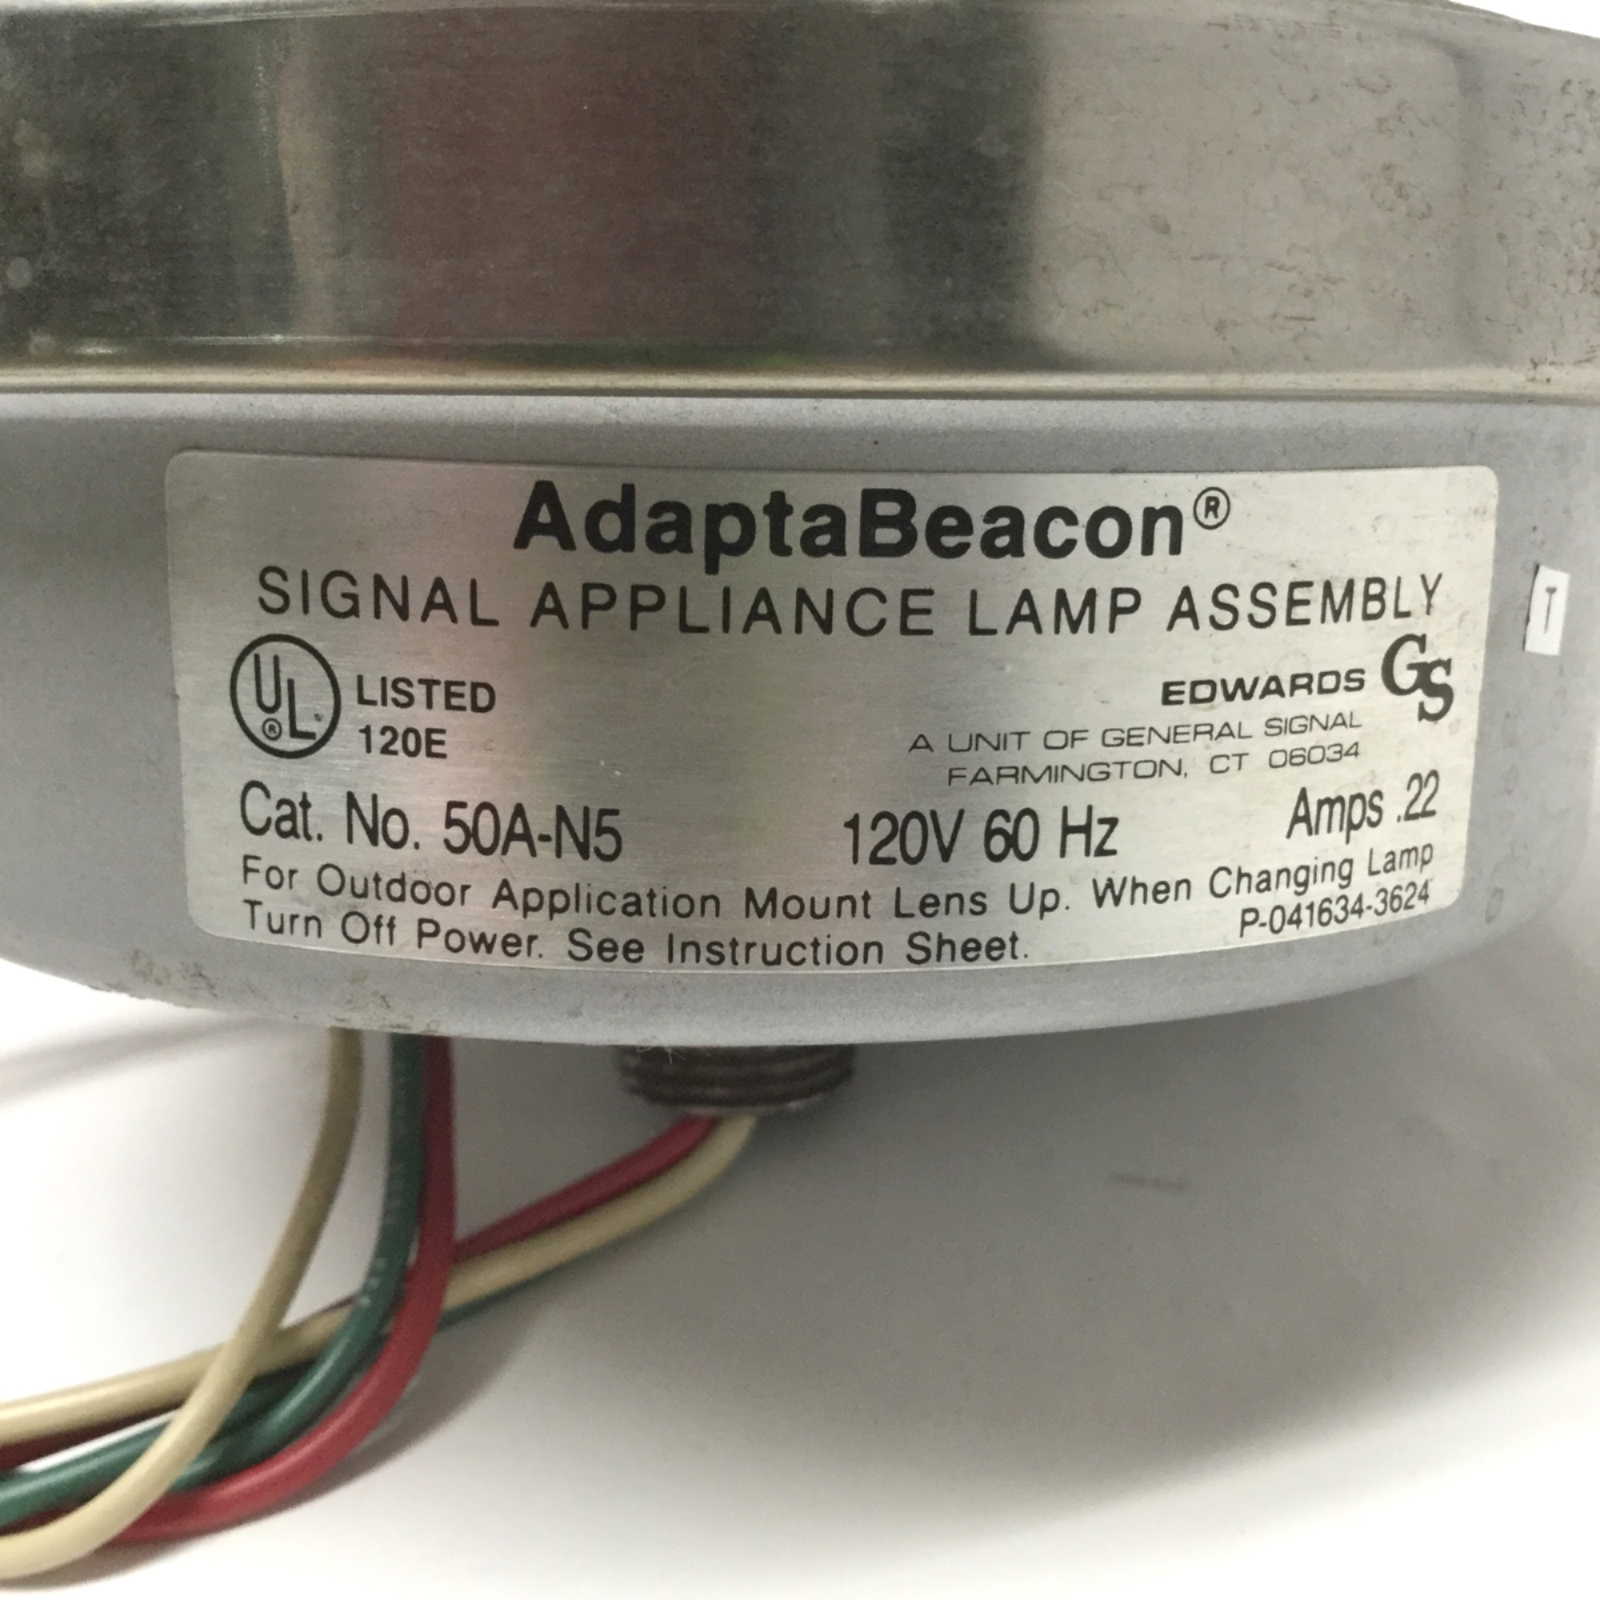 AdaptaBeacon®
SIGNAL APPLIANCE LAMP ASSEMBLY
UL® LISTED
120E
EDWARDS GS
A UNIT OF GENERAL SIGNAL
FARMINGTON, CT 06034
Cat. No. 50A-N5 120V 60 Hz Amps .22
For Outdoor Application Mount Lens Up. When Changing Lamp
Turn Off Power. See Instruction Sheet.
P-041634-3624
T